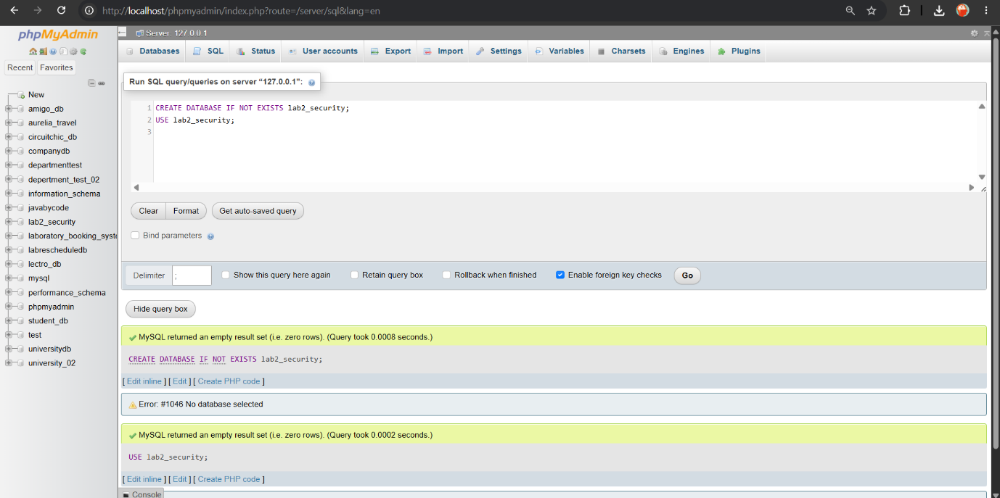 http://localhost/phpmyadmin/index.php?route=/server/sql&lang=en
phpMyAdmin
Recent Favorites
New
amigo_db
aurelia_travel
circuitchic_db
companydb
departmenttest
depertment_test_02
information_schema
javabycode
lab2_security
laboratory_booking_syst
labrescheduledb
lectro_db
mysql
performance_schema
phpmyadmin
student_db
test
universitydb
university_02
Server: 127.0.0.1
Databases SQL Status User accounts Export Import Settings Variables Charsets Engines Plugins
Run SQL query/queries on server “127.0.0.1”:
1 CREATE DATABASE IF NOT EXISTS lab2_security;
2 USE lab2_security;
3
Clear Format Get auto-saved query
Bind parameters
Delimiter ; Show this query here again Retain query box Rollback when finished Enable foreign key checks Go
Hide query box
MySQL returned an empty result set (i.e. zero rows). (Query took 0.0008 seconds.)
CREATE DATABASE IF NOT EXISTS lab2_security;
[ Edit inline ] [ Edit ] [ Create PHP code ]
Error: #1046 No database selected
MySQL returned an empty result set (i.e. zero rows). (Query took 0.0002 seconds.)
USE lab2_security;
[ Edit inline ] [ Edit ] [ Create PHP code ]
Console